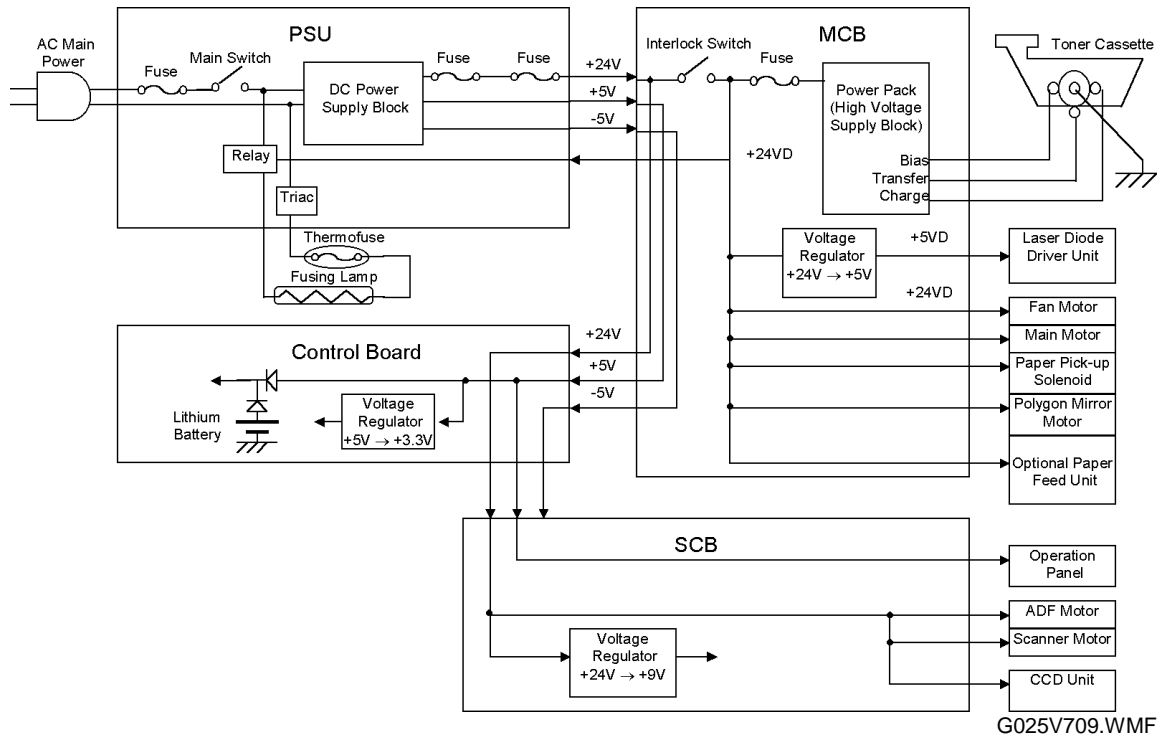 PSU
AC Main
Power
Fuse
Main Switch
DC Power
Supply Block
Fuse
Fuse
+24V
+5V
-5V
Relay
Triac
Thermofuse
Fusing Lamp
MCB
Interlock Switch
Fuse
Power Pack
(High Voltage
Supply Block)
Bias
Transfer
Charge
+24VD
Toner Cassette
Voltage
Regulator
+24V → +5V
+5VD
+24VD
Laser Diode
Driver Unit
Fan Motor
Main Motor
Paper Pick-up
Solenoid
Polygon Mirror
Motor
Optional Paper
Feed Unit
Control Board
+24V
+5V
-5V
Lithium
Battery
Voltage
Regulator
+5V → +3.3V
SCB
Voltage
Regulator
+24V → +9V
Operation
Panel
ADF Motor
Scanner Motor
CCD Unit
G025V709.WMF